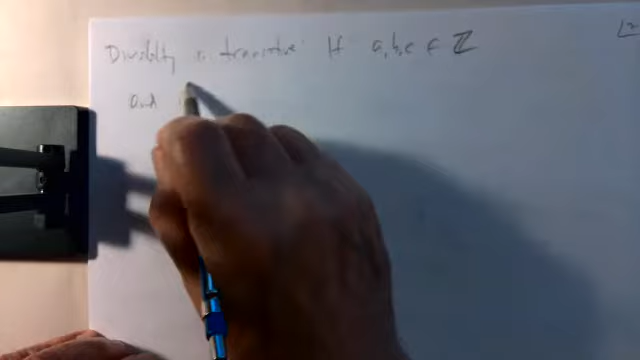 Divisibility is transitive: If a, b, c ∈ ℤ
and